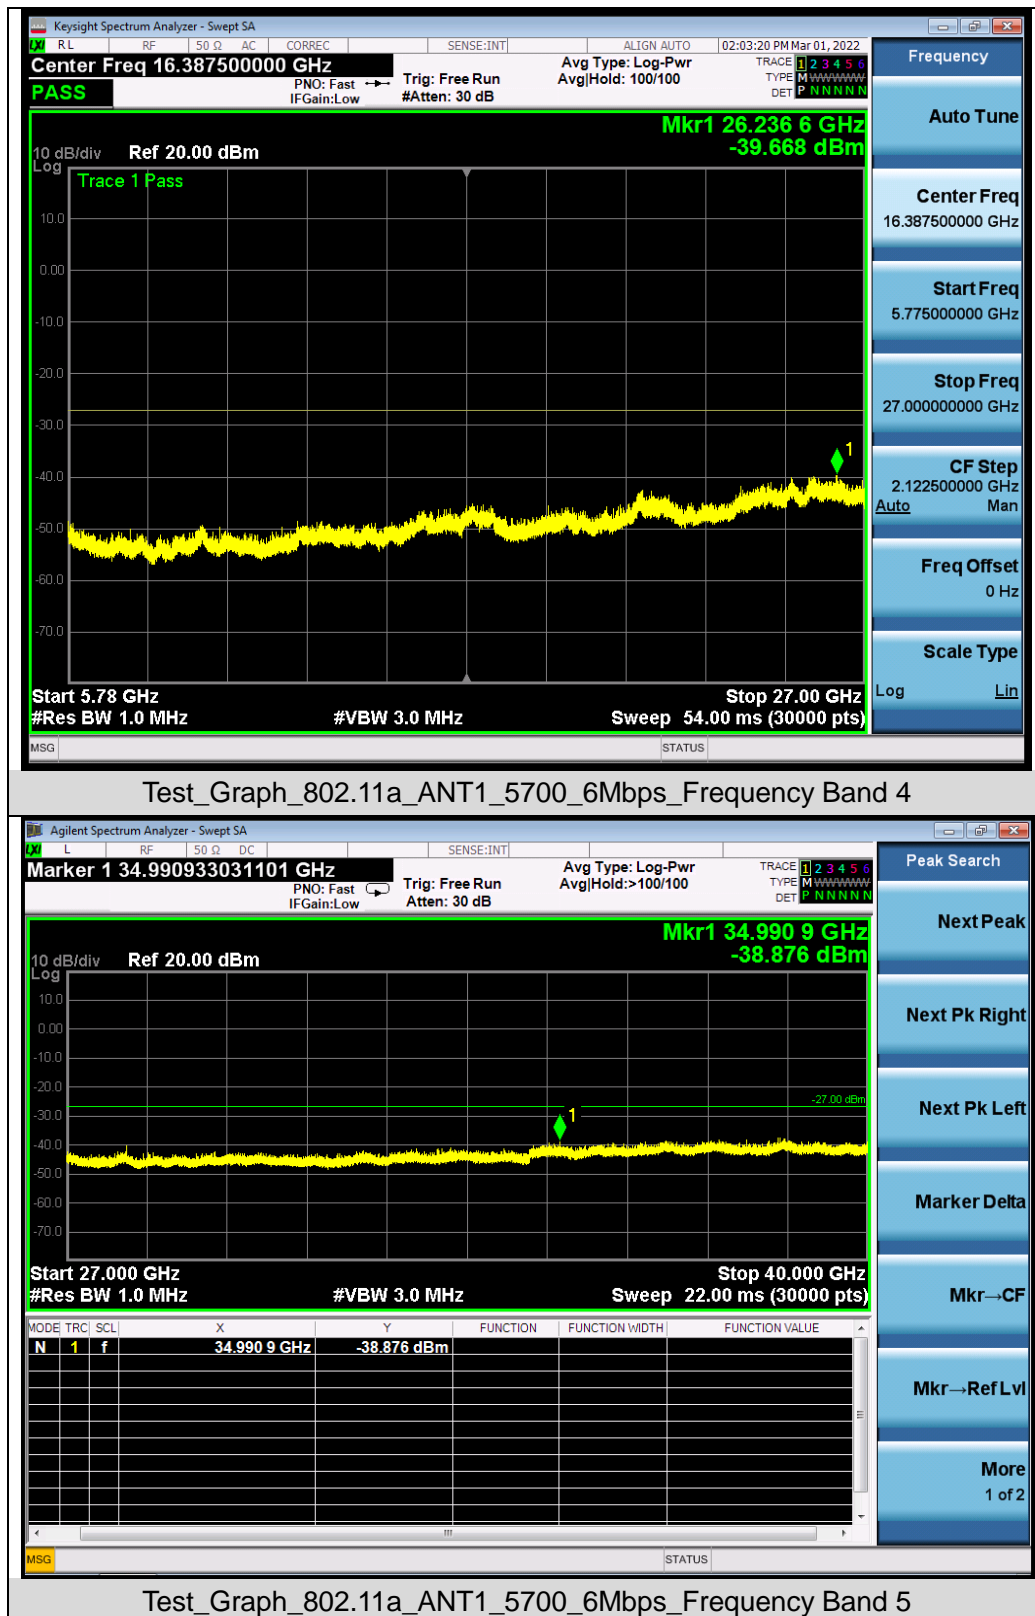 Keysight Spectrum Analyzer - Swept SA
LXI RL RF 50 Ω AC CORREC SENSE:INT ALIGN AUTO 02:03:20 PM Mar 01, 2022
Center Freq 16.387500000 GHz
PASS
PNO: Fast
IFGain:Low
Trig: Free Run
#Atten: 30 dB
Avg Type: Log-Pwr
Avg|Hold: 100/100
TRACE 1 2 3 4 5 6
TYPE M WWWWW
DET P N N N N N
Mkr1 26.236 6 GHz
-39.668 dBm
10 dB/div Ref 20.00 dBm
Log
Trace 1 Pass
10.0
0.00
-10.0
-20.0
-30.0
-40.0
-50.0
-60.0
-70.0
1
Start 5.78 GHz Stop 27.00 GHz
#Res BW 1.0 MHz #VBW 3.0 MHz Sweep 54.00 ms (30000 pts)
MSG STATUS
Frequency
Auto Tune
Center Freq
16.387500000 GHz
Start Freq
5.775000000 GHz
Stop Freq
27.000000000 GHz
CF Step
2.122500000 GHz
Auto Man
Freq Offset
0 Hz
Scale Type
Log Lin
Test_Graph_802.11a_ANT1_5700_6Mbps_Frequency Band 4
Agilent Spectrum Analyzer - Swept SA
LXI L RF 50 Ω DC SENSE:INT
Marker 1 34.990933031101 GHz
PNO: Fast
IFGain:Low
Trig: Free Run
Atten: 30 dB
Avg Type: Log-Pwr
Avg|Hold:>100/100
TRACE 1 2 3 4 5 6
TYPE M WWWWW
DET P N N N N N
Mkr1 34.990 9 GHz
-38.876 dBm
10 dB/div Ref 20.00 dBm
Log
10.0
0.00
-10.0
-20.0
-30.0
-40.0
-50.0
-60.0
-70.0
-27.00 dBm
1
Start 27.000 GHz Stop 40.000 GHz
#Res BW 1.0 MHz #VBW 3.0 MHz Sweep 22.00 ms (30000 pts)
MODE TRC SCL X Y FUNCTION FUNCTION WIDTH FUNCTION VALUE
N 1 f 34.990 9 GHz -38.876 dBm
MSG STATUS
Peak Search
Next Peak
Next Pk Right
Next Pk Left
Marker Delta
Mkr→CF
Mkr→Ref Lvl
More
1 of 2
Test_Graph_802.11a_ANT1_5700_6Mbps_Frequency Band 5